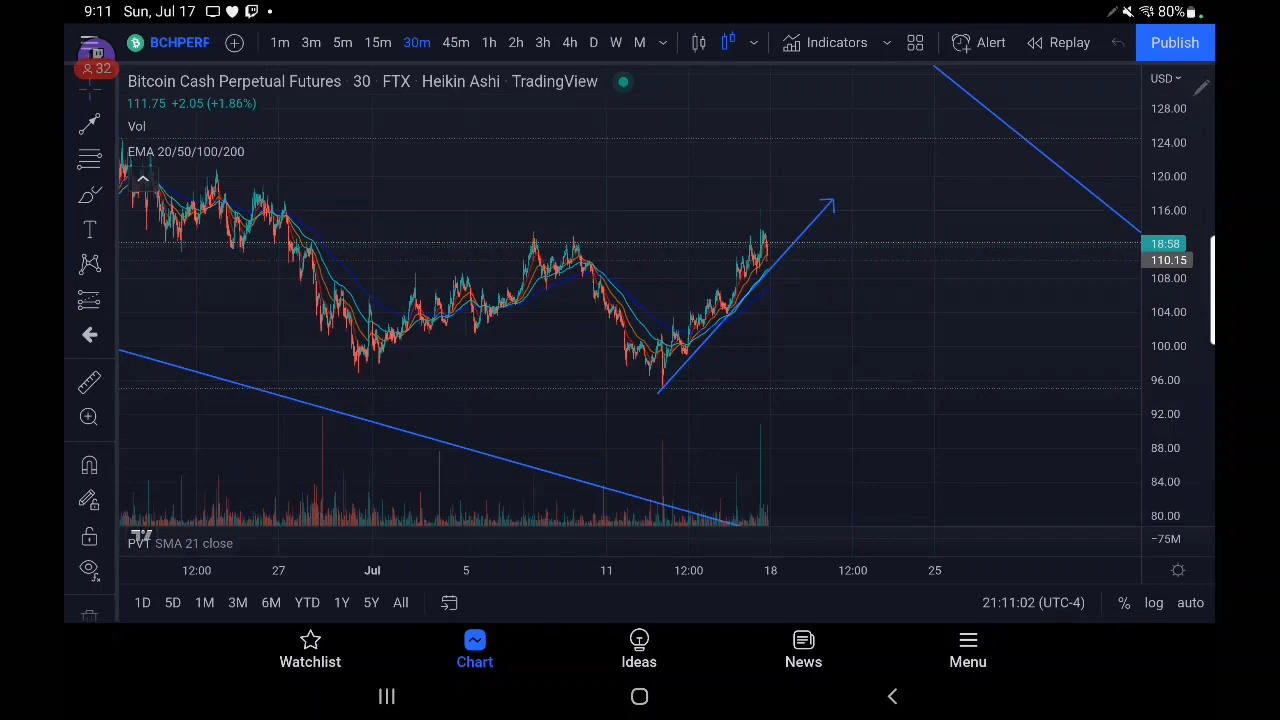 9:11 Sun, Jul 17 80%
BCHPERP 1m 3m 5m 15m 30m 45m 1h 2h 3h 4h D W M Indicators Alert Replay Publish
32
Bitcoin Cash Perpetual Futures · 30 · FTX · Heikin Ashi · TradingView
USD
111.75 +2.05 (+1.86%)
128.00
Vol
124.00
EMA 20/50/100/200
120.00
116.00
18:58
110.15
108.00
104.00
100.00
96.00
92.00
88.00
84.00
80.00
PVT SMA 21 close
−75M
12:00 27 Jul 5 11 12:00 18 12:00 25
1D 5D 1M 3M 6M YTD 1Y 5Y All 21:11:02 (UTC-4) % log auto
Watchlist Chart Ideas News Menu